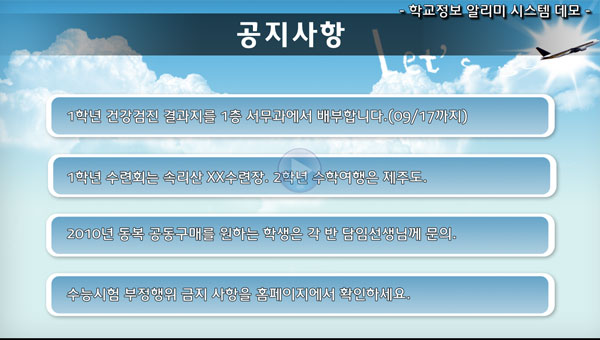 - 학교정보 알리미 시스템 데모 -
공지사항
Let's
1학년 건강검진 결과지를 1층 서무과에서 배부합니다.(09/17까지)
1학년 수련회는 속리산 XX수련장. 2학년 수학여행은 제주도.
2010년 동복 공동구매를 원하는 학생은 각 반 담임선생님께 문의.
수능시험 부정행위 금지 사항을 홈페이지에서 확인하세요.